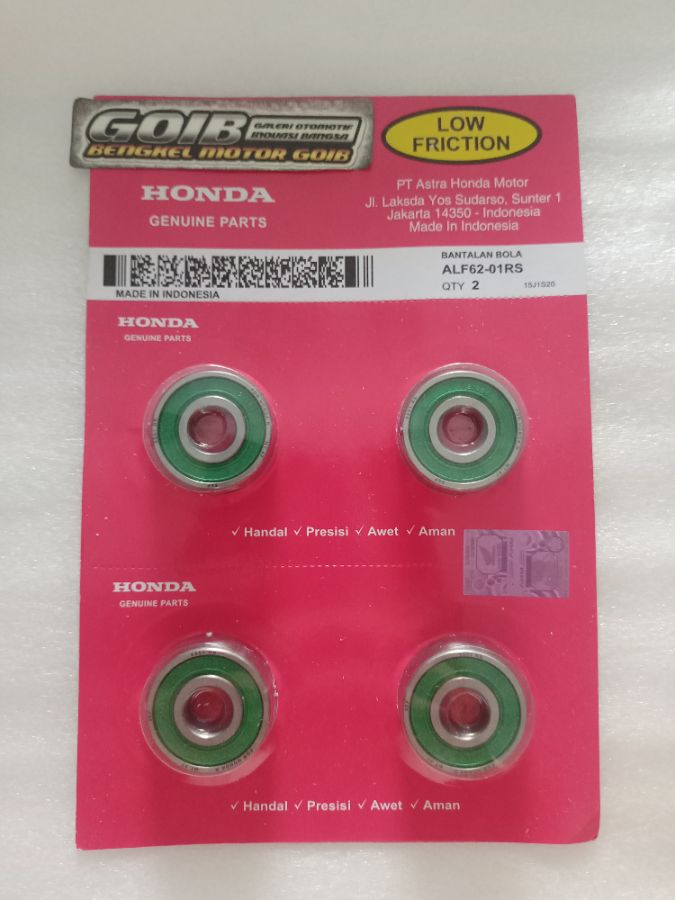 GOIB
GALERI OTOMOTIF
INOVASI BANGSA
BENGKEL MOTOR GOIB
LOW
FRICTION
HONDA
GENUINE PARTS
PT Astra Honda Motor
Jl. Laksda Yos Sudarso, Sunter 1
Jakarta 14350 - Indonesia
Made In Indonesia
MADE IN INDONESIA
BANTALAN BOLA
ALF62-01RS
QTY 2
15J1S20
HONDA
GENUINE PARTS
✓ Handal ✓ Presisi ✓ Awet ✓ Aman
HONDA
GENUINE PARTS
✓ Handal ✓ Presisi ✓ Awet ✓ Aman